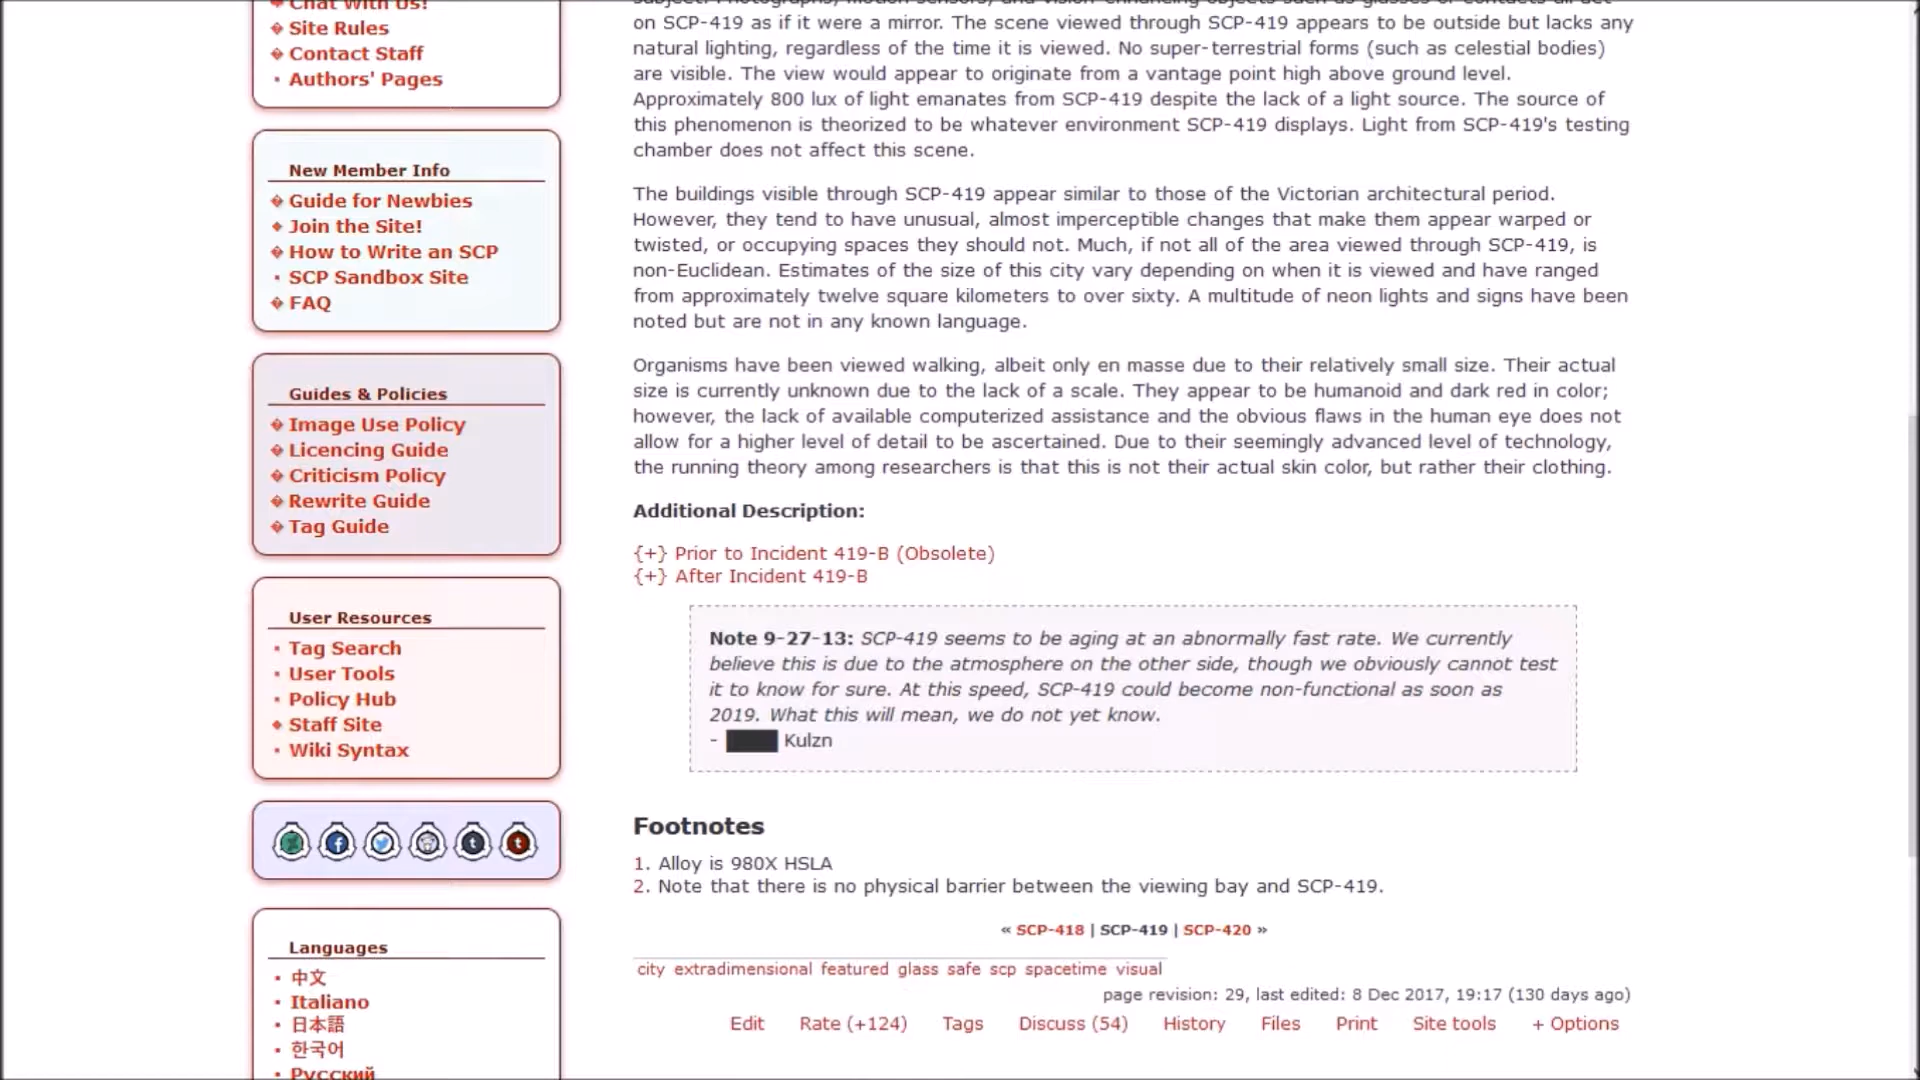 Chat With Us!
Site Rules
Contact Staff
Authors' Pages
New Member Info
Guide for Newbies
Join the Site!
How to Write an SCP
SCP Sandbox Site
FAQ
Guides & Policies
Image Use Policy
Licencing Guide
Criticism Policy
Rewrite Guide
Tag Guide
User Resources
Tag Search
User Tools
Policy Hub
Staff Site
Wiki Syntax
Languages
中文
Italiano
日本語
한국어
Русский
on SCP-419 as if it were a mirror. The scene viewed through SCP-419 appears to be outside but lacks any
natural lighting, regardless of the time it is viewed. No super-terrestrial forms (such as celestial bodies)
are visible. The view would appear to originate from a vantage point high above ground level.
Approximately 800 lux of light emanates from SCP-419 despite the lack of a light source. The source of
this phenomenon is theorized to be whatever environment SCP-419 displays. Light from SCP-419's testing
chamber does not affect this scene.
The buildings visible through SCP-419 appear similar to those of the Victorian architectural period.
However, they tend to have unusual, almost imperceptible changes that make them appear warped or
twisted, or occupying spaces they should not. Much, if not all of the area viewed through SCP-419, is
non-Euclidean. Estimates of the size of this city vary depending on when it is viewed and have ranged
from approximately twelve square kilometers to over sixty. A multitude of neon lights and signs have been
noted but are not in any known language.
Organisms have been viewed walking, albeit only en masse due to their relatively small size. Their actual
size is currently unknown due to the lack of a scale. They appear to be humanoid and dark red in color;
however, the lack of available computerized assistance and the obvious flaws in the human eye does not
allow for a higher level of detail to be ascertained. Due to their seemingly advanced level of technology,
the running theory among researchers is that this is not their actual skin color, but rather their clothing.
Additional Description:
{+} Prior to Incident 419-B (Obsolete)
{+} After Incident 419-B
Note 9-27-13: SCP-419 seems to be aging at an abnormally fast rate. We currently
believe this is due to the atmosphere on the other side, though we obviously cannot test
it to know for sure. At this speed, SCP-419 could become non-functional as soon as
2019. What this will mean, we do not yet know.
- ████ Kulzn
Footnotes
1. Alloy is 980X HSLA
2. Note that there is no physical barrier between the viewing bay and SCP-419.
« SCP-418 | SCP-419 | SCP-420 »
city extradimensional featured glass safe scp spacetime visual
page revision: 29, last edited: 8 Dec 2017, 19:17 (130 days ago)
Edit Rate (+124) Tags Discuss (54) History Files Print Site tools + Options